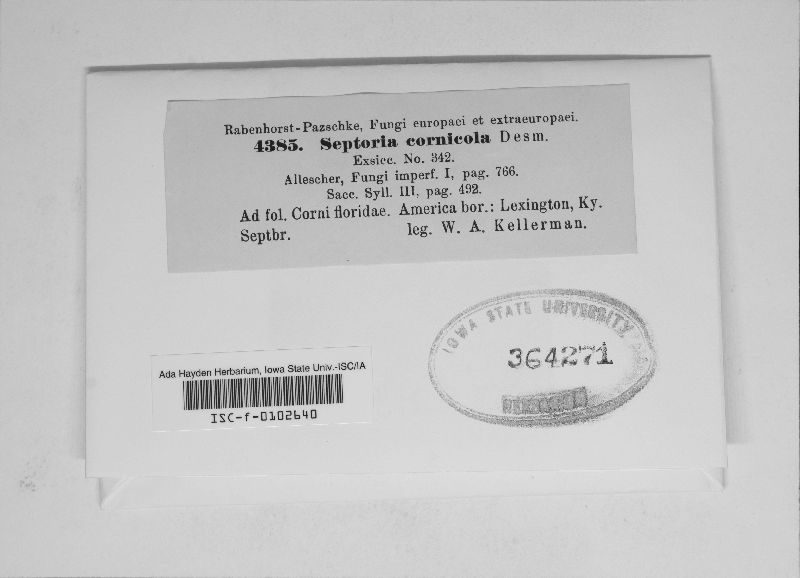 Rabenhorst-Pazschke, Fungi europaei et extraeuropaei.
4385. Septoria cornicola Desm.
Exsicc. No. 342.
Allescher, Fungi imperf. I, pag. 766.
Sacc. Syll. III, pag. 492.
Ad fol. Corni floridae. America bor.: Lexington, Ky.
Septbr. leg. W. A. Kellerman.
IOWA STATE UNIVERSITY
364271
Ada Hayden Herbarium, Iowa State Univ.-ISC/IA
ISC-f-0102640